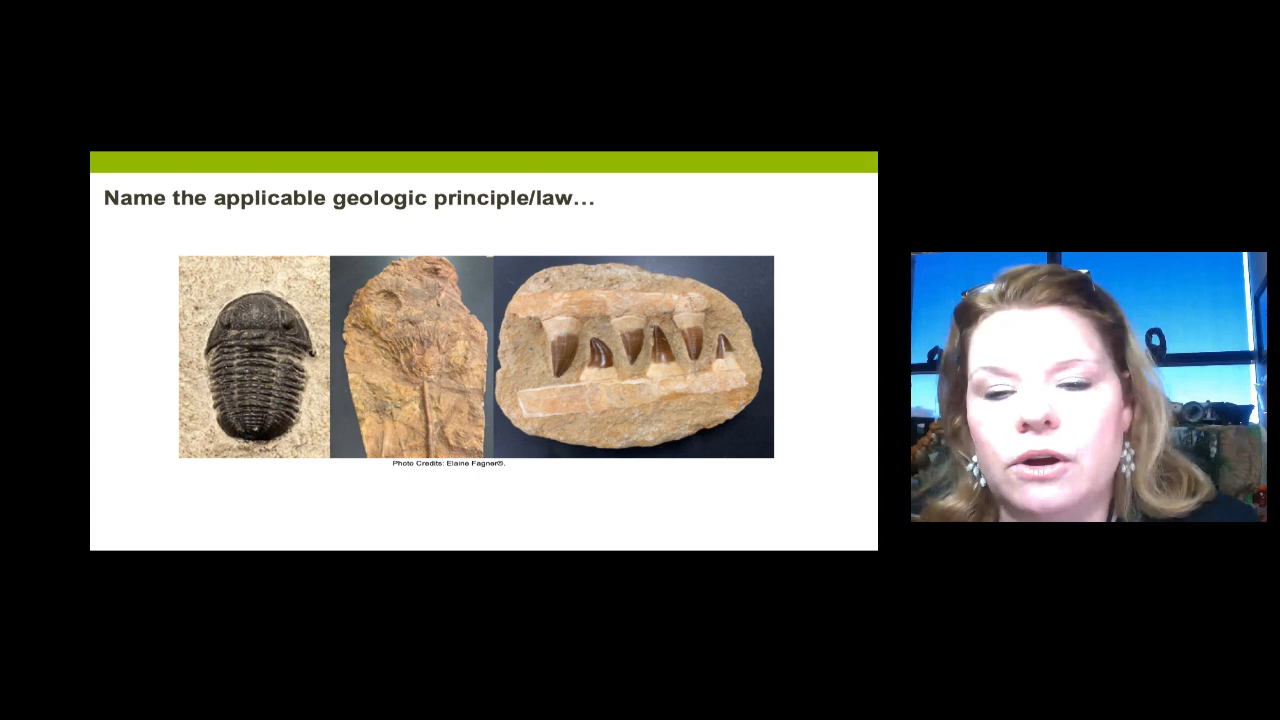 Name the applicable geologic principle/law…
Photo Credits: Elaine Fagner©.